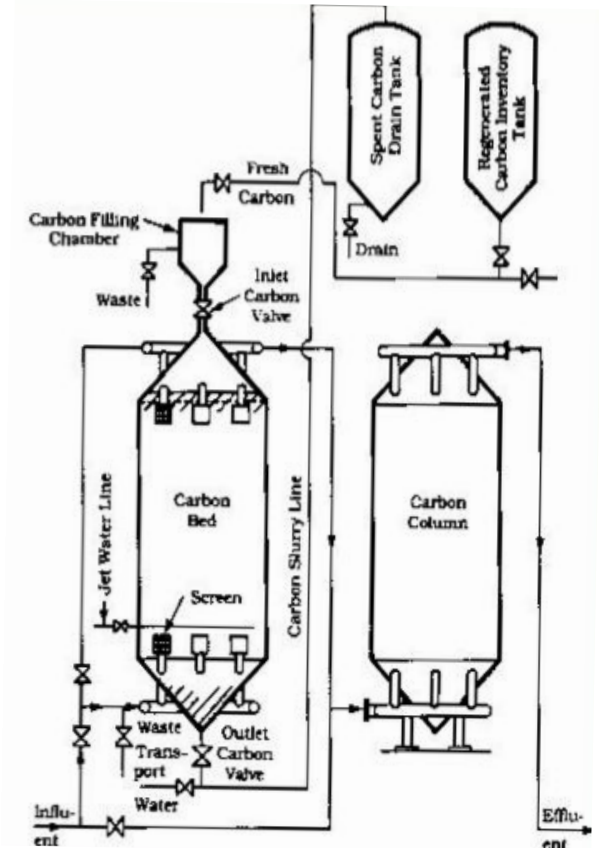 Spent Carbon
Drain Tank
Regenerated
Carbon Inventory
Tank
Fresh
Carbon
Carbon Filling
Chamber
Drain
Inlet
Carbon
Valve
Waste
Jet Water Line
Carbon
Bed
Carbon Slurry Line
Carbon
Column
Screen
Waste
Trans-
port
Outlet
Carbon
Valve
Water
Influ-
ent
Efflu-
ent